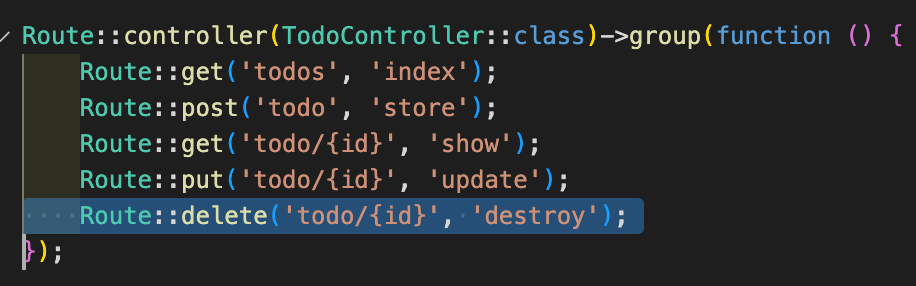 Route::controller(TodoController::class)->group(function () {
    Route::get('todos', 'index');
    Route::post('todo', 'store');
    Route::get('todo/{id}', 'show');
    Route::put('todo/{id}', 'update');
    Route::delete('todo/{id}', 'destroy');
});